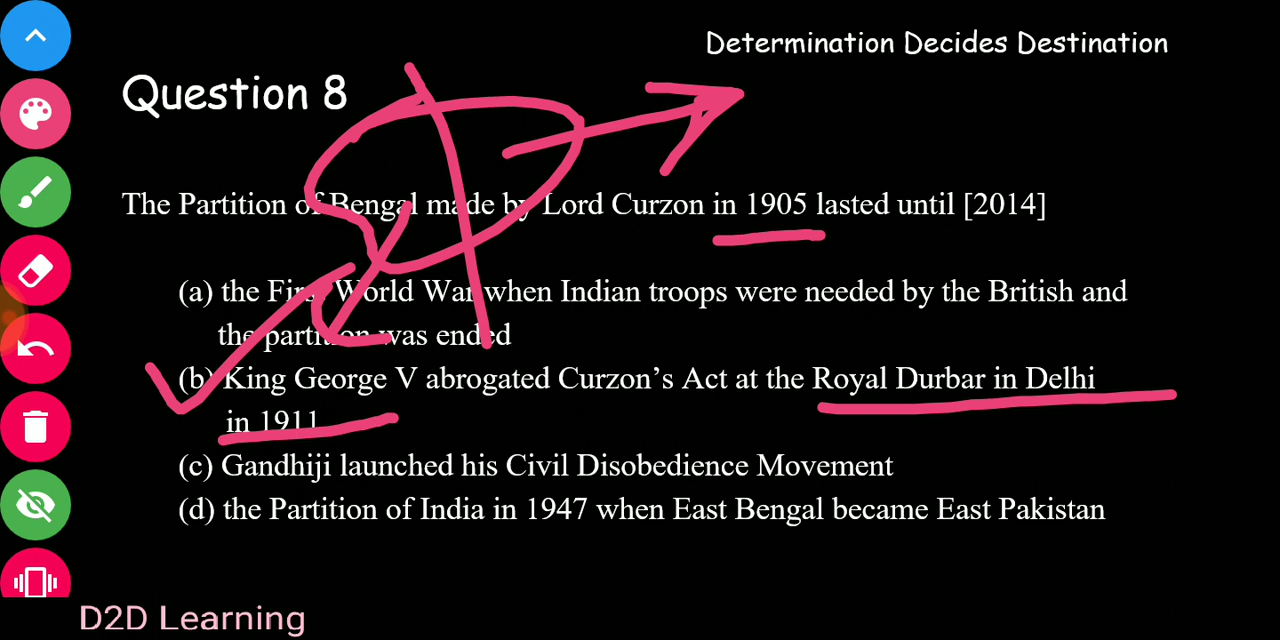 Determination Decides Destination
Question 8
The Partition of Bengal made by Lord Curzon in 1905 lasted until [2014]
(a) the First World War when Indian troops were needed by the British and
the partition was ended
(b) King George V abrogated Curzon's Act at the Royal Durbar in Delhi
in 1911
(c) Gandhiji launched his Civil Disobedience Movement
(d) the Partition of India in 1947 when East Bengal became East Pakistan
D2D Learning